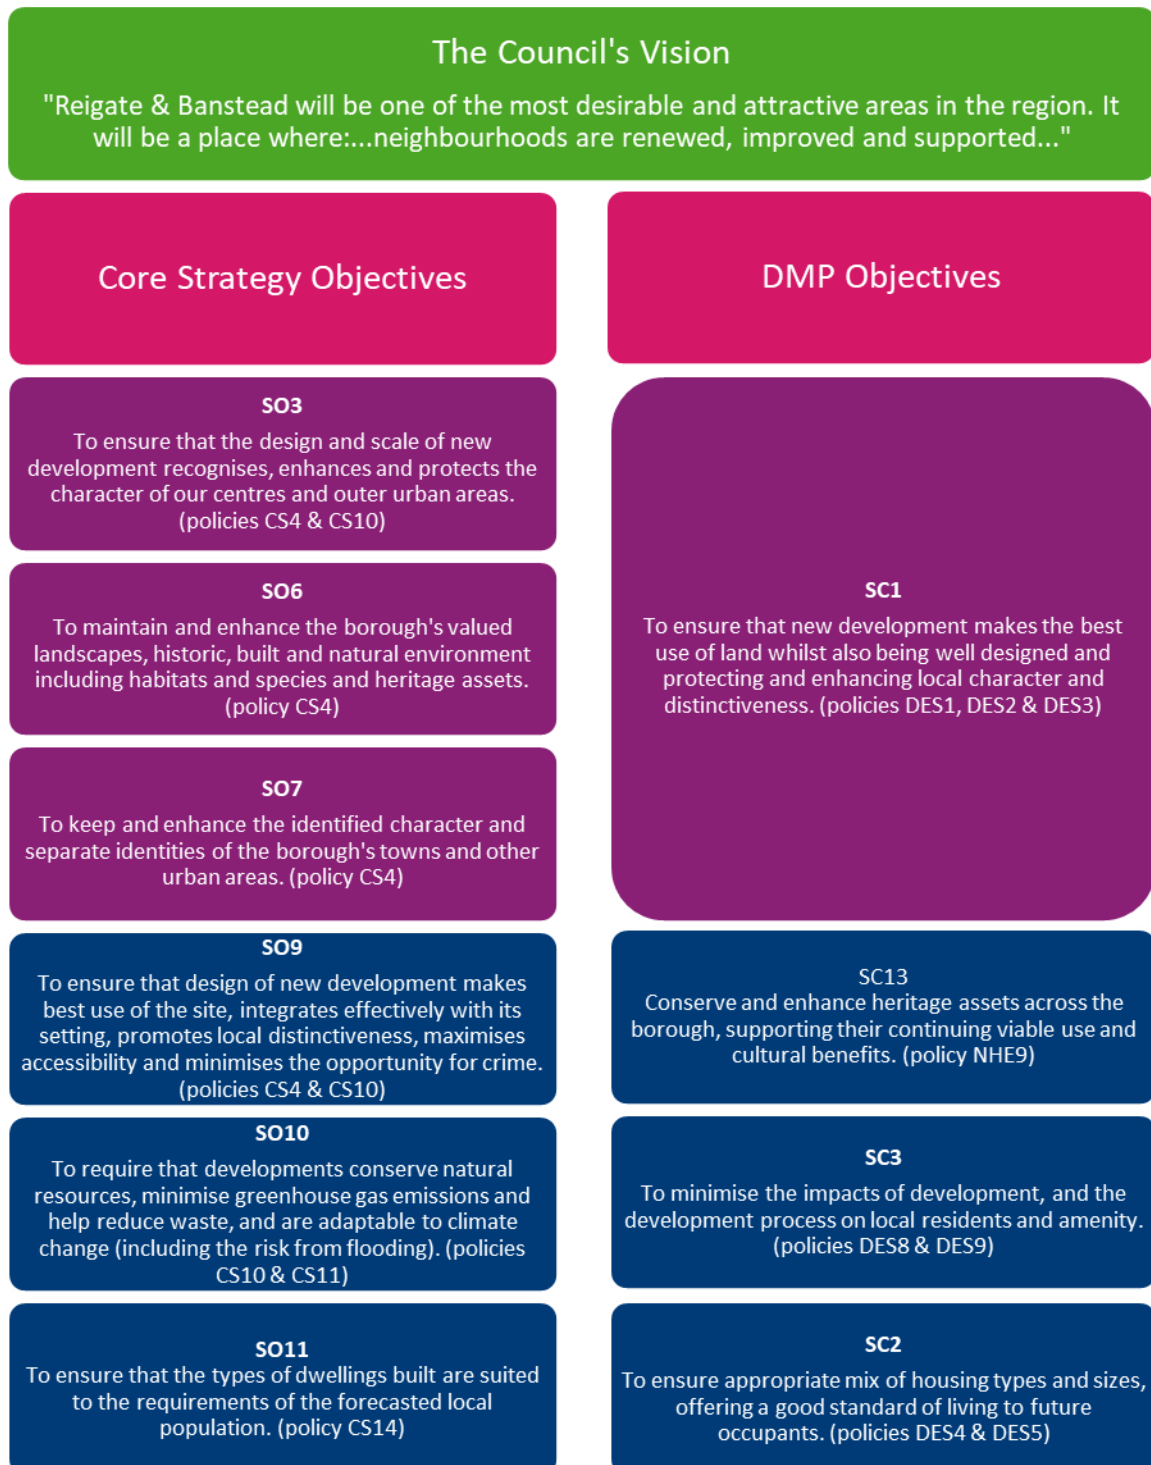 The Council's Vision
"Reigate & Banstead will be one of the most desirable and attractive areas in the region. It
will be a place where:...neighbourhoods are renewed, improved and supported..."
Core Strategy Objectives
DMP Objectives
SO3
To ensure that the design and scale of new
development recognises, enhances and protects the
character of our centres and outer urban areas.
(policies CS4 & CS10)
SO6
To maintain and enhance the borough's valued
landscapes, historic, built and natural environment
including habitats and species and heritage assets.
(policy CS4)
SO7
To keep and enhance the identified character and
separate identities of the borough's towns and other
urban areas. (policy CS4)
SC1
To ensure that new development makes the best
use of land whilst also being well designed and
protecting and enhancing local character and
distinctiveness. (policies DES1, DES2 & DES3)
SO9
To ensure that design of new development makes
best use of the site, integrates effectively with its
setting, promotes local distinctiveness, maximises
accessibility and minimises the opportunity for crime.
(policies CS4 & CS10)
SC13
Conserve and enhance heritage assets across the
borough, supporting their continuing viable use and
cultural benefits. (policy NHE9)
SO10
To require that developments conserve natural
resources, minimise greenhouse gas emissions and
help reduce waste, and are adaptable to climate
change (including the risk from flooding). (policies
CS10 & CS11)
SC3
To minimise the impacts of development, and the
development process on local residents and amenity.
(policies DES8 & DES9)
SO11
To ensure that the types of dwellings built are suited
to the requirements of the forecasted local
population. (policy CS14)
SC2
To ensure appropriate mix of housing types and sizes,
offering a good standard of living to future
occupants. (policies DES4 & DES5)